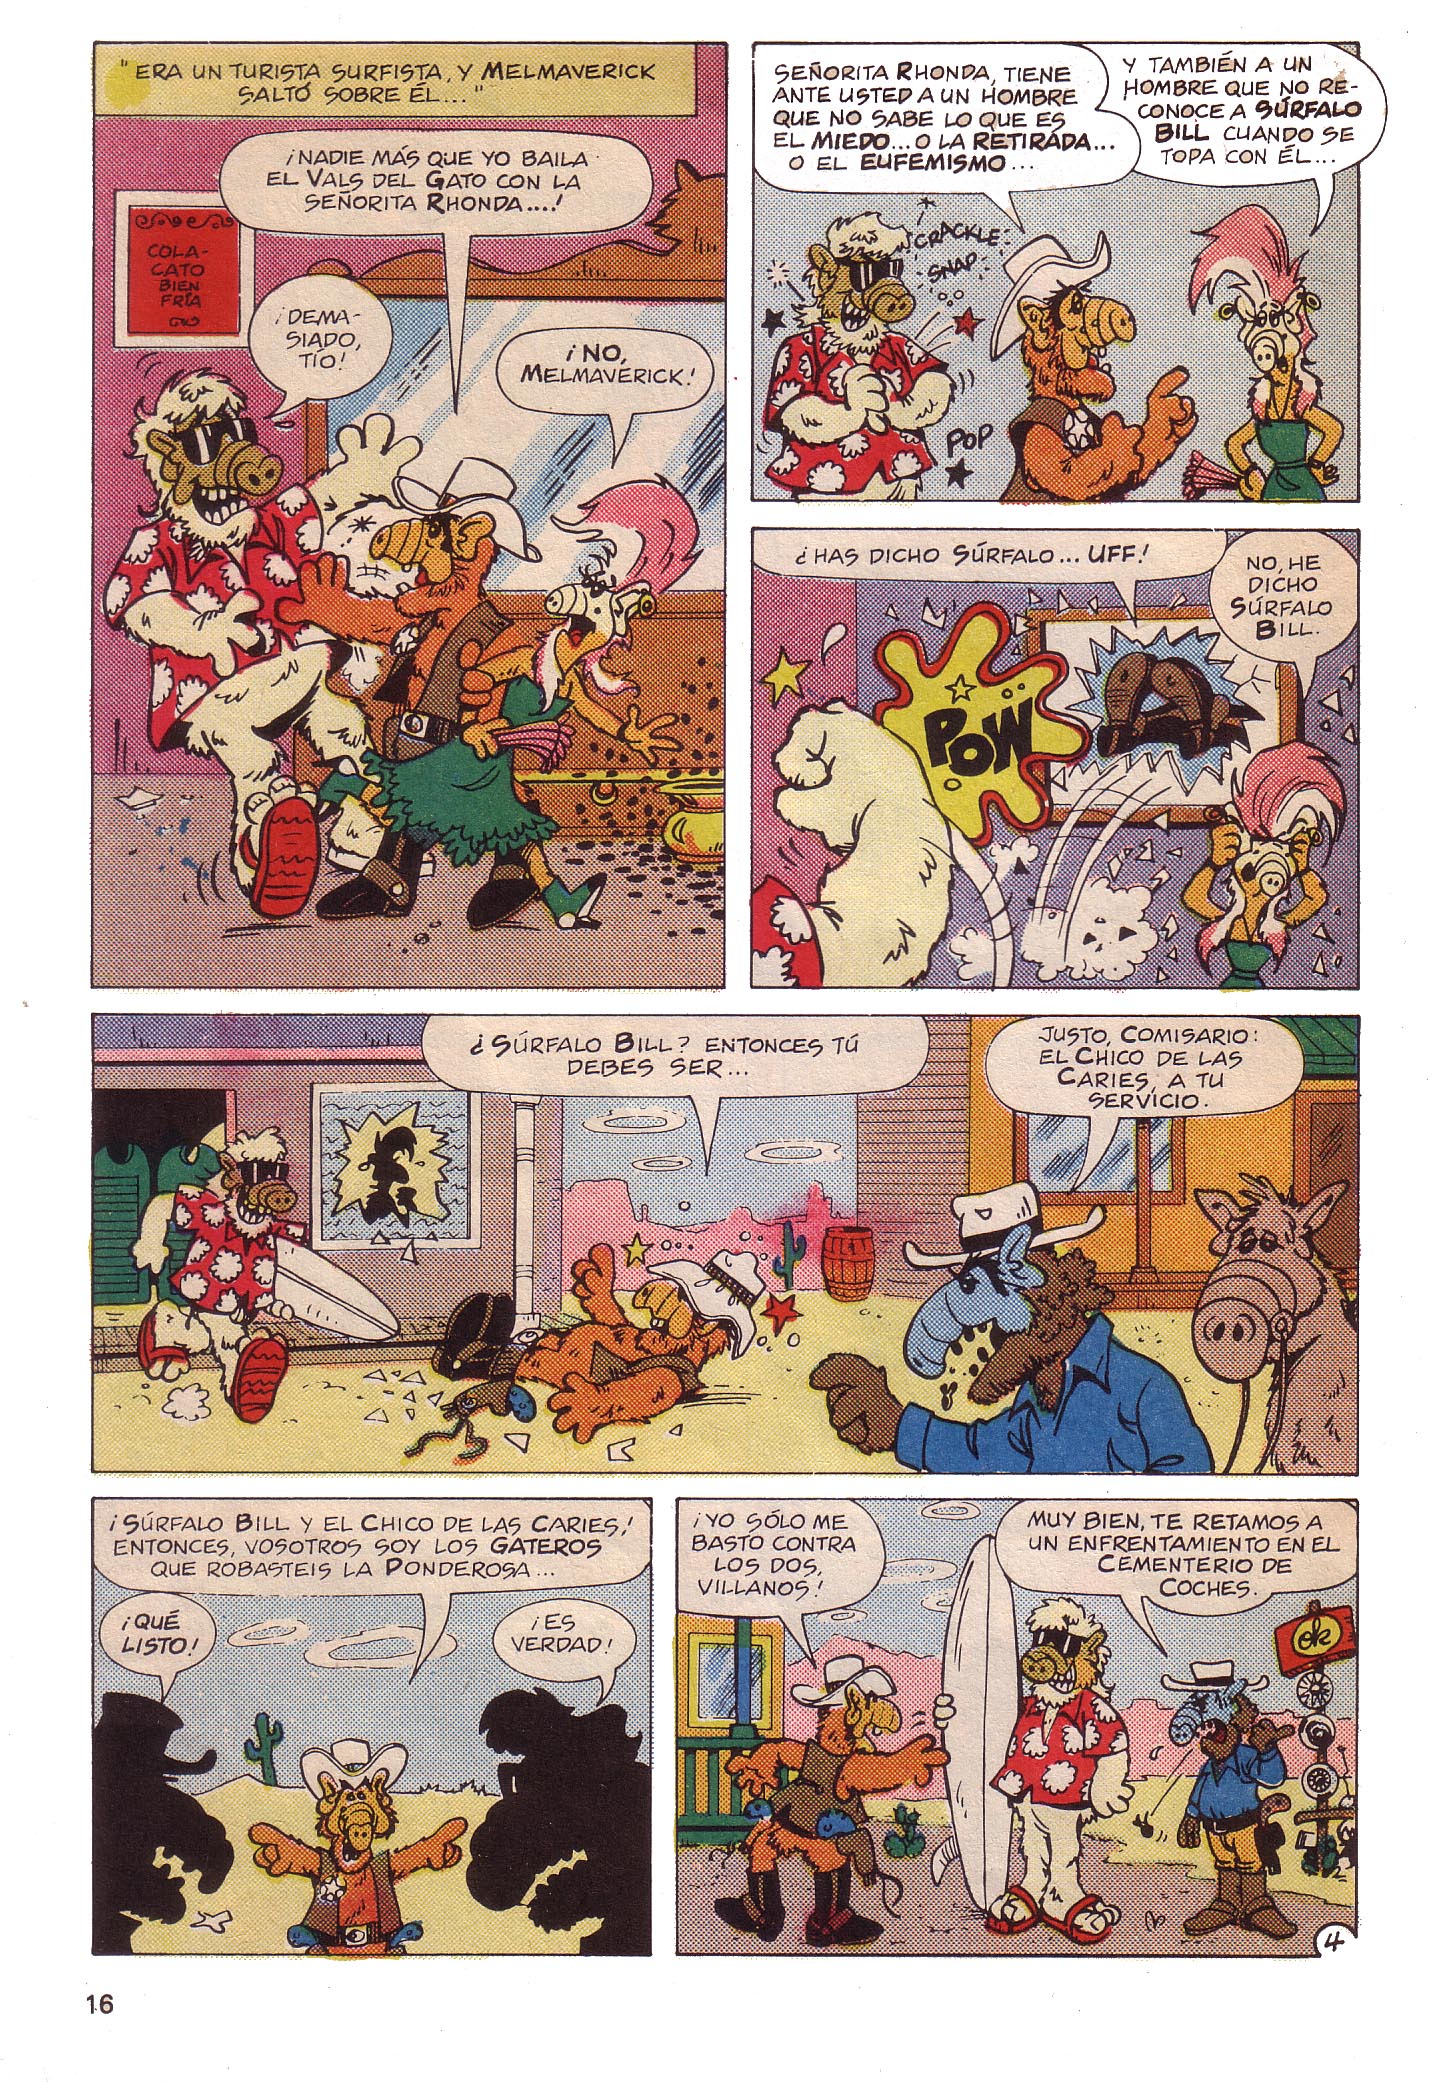 "ERA UN TURISTA SURFISTA, Y MELMAVERICK
SALTÓ SOBRE ÉL..."
¡NADIE MÁS QUE YO BAILA
EL VALS DEL GATO CON LA
SEÑORITA RHONDA....!
COLA-
CATO
BIEN
FRÍA
¡DEMA-
SIADO,
TÍO!
¡NO,
MELMAVERICK!
SEÑORITA RHONDA, TIENE
ANTE USTED A UN HOMBRE
QUE NO SABE LO QUE ES
EL MIEDO... O LA RETIRADA...
O EL EUFEMISMO...
Y TAMBIÉN A UN
HOMBRE QUE NO RE-
CONOCE A SÚRFALO
BILL CUANDO SE
TOPA CON ÉL...
CRACKLE
SNAP
POP
¿HAS DICHO SÚRFALO... UFF!
NO, HE
DICHO
SÚRFALO
BILL.
POW
¿SÚRFALO BILL? ENTONCES TÚ
DEBES SER...
JUSTO, COMISARIO:
EL CHICO DE LAS
CARIES, A TU
SERVICIO.
¡SÚRFALO BILL Y EL CHICO DE LAS CARIES!
ENTONCES, VOSOTROS SOY LOS GATEROS
QUE ROBASTEIS LA PONDEROSA...
¡QUÉ
LISTO!
¡ES
VERDAD!
¡YO SÓLO ME
BASTO CONTRA
LOS DOS,
VILLANOS!
MUY BIEN, TE RETAMOS A
UN ENFRENTAMIENTO EN EL
CEMENTERIO DE
COCHES.
OK
4
16